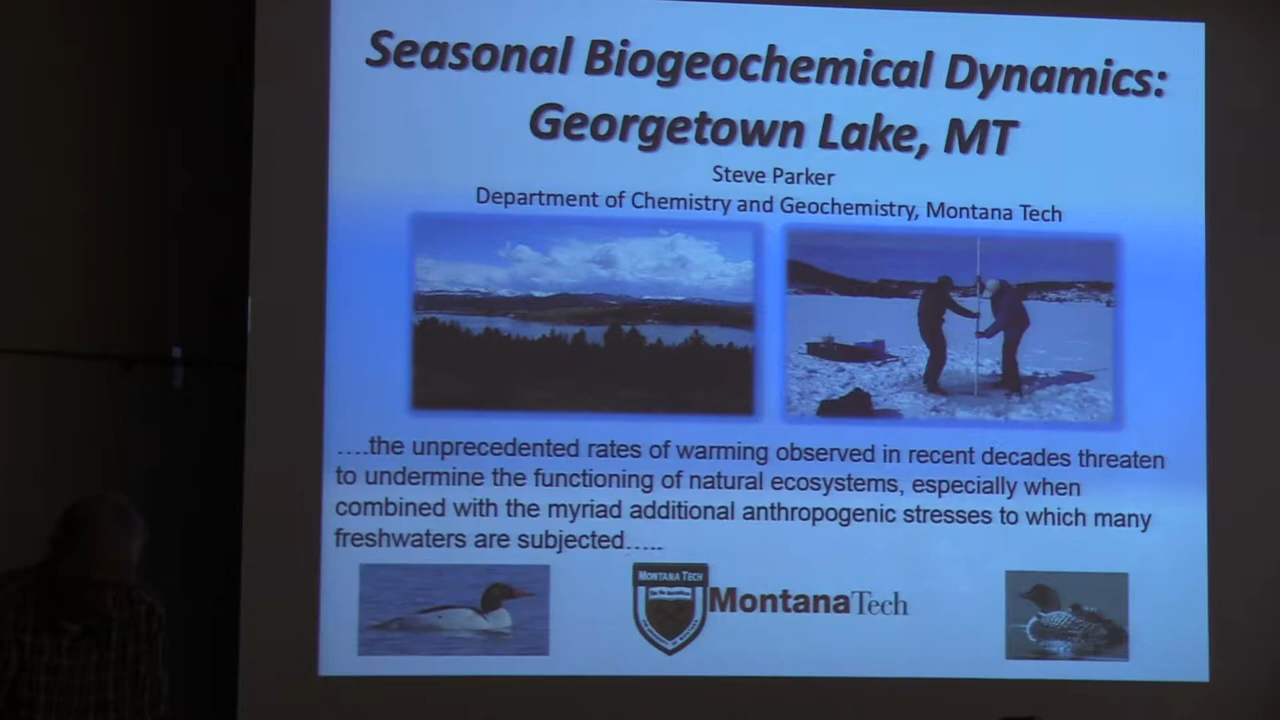 Seasonal Biogeochemical Dynamics:
Georgetown Lake, MT
Steve Parker
Department of Chemistry and Geochemistry, Montana Tech
….the unprecedented rates of warming observed in recent decades threaten
to undermine the functioning of natural ecosystems, especially when
combined with the myriad additional anthropogenic stresses to which many
freshwaters are subjected…..
MONTANA TECH
MontanaTech